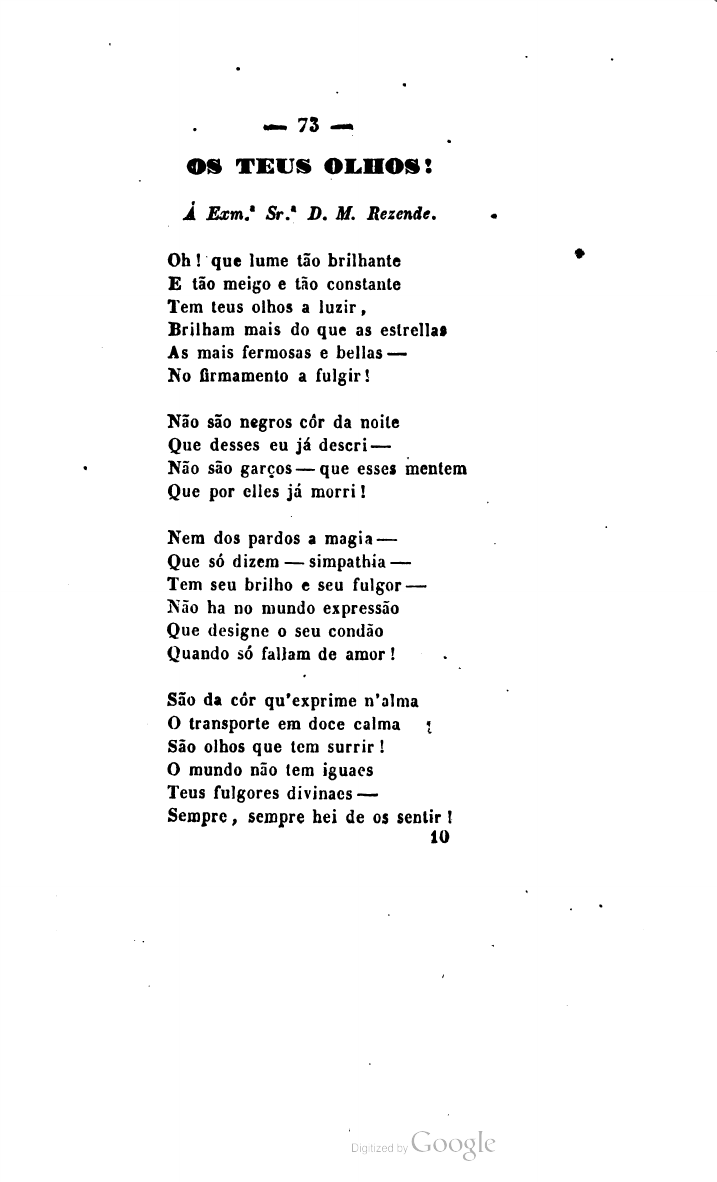 — 73 —
OS TEUS OLHOS!
Á Exm.ª Sr.ª D. M. Rezende.
Oh! que lume tão brilhante
E tão meigo e tão constante
Tem teus olhos a luzir,
Brilham mais do que as estrellas
As mais fermosas e bellas —
No firmamento a fulgir!
Não são negros côr da noite
Que desses eu já descri —
Não são garços — que esses mentem
Que por elles já morri!
Nem dos pardos a magia —
Que só dizem — simpathia —
Tem seu brilho e seu fulgor —
Não ha no mundo expressão
Que designe o seu condão
Quando só fallam de amor!
São da côr qu'exprime n'alma
O transporte em doce calma
São olhos que tem surrir!
O mundo não tem iguaes
Teus fulgores divinaes —
Sempre, sempre hei de os sentir!
10
Digitized by Google